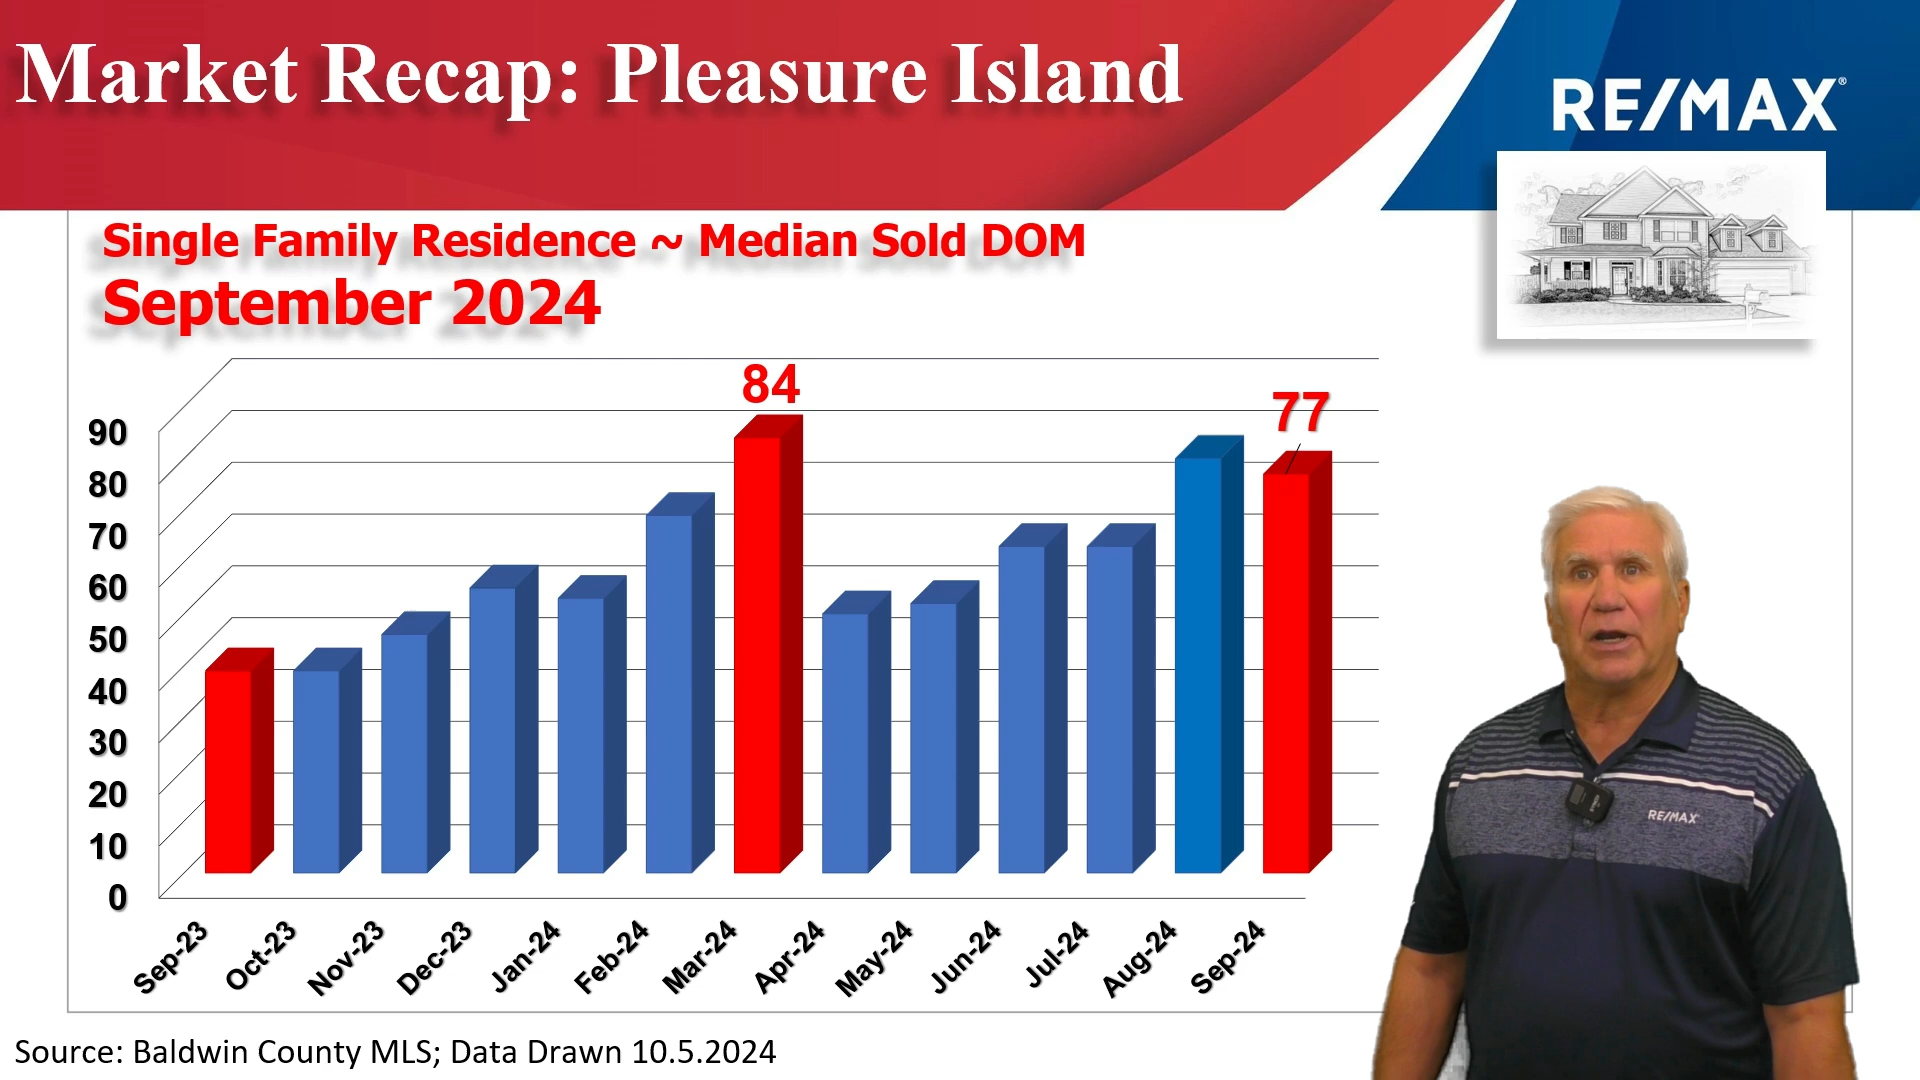 Market Recap: Pleasure Island
RE/MAX®
Single Family Residence ~ Median Sold DOM
September 2024
84
77
90
80
70
60
50
40
30
20
10
0
Sep-23
Oct-23
Nov-23
Dec-23
Jan-24
Feb-24
Mar-24
Apr-24
May-24
Jun-24
Jul-24
Aug-24
Sep-24
RE/MAX
Source: Baldwin County MLS; Data Drawn 10.5.2024